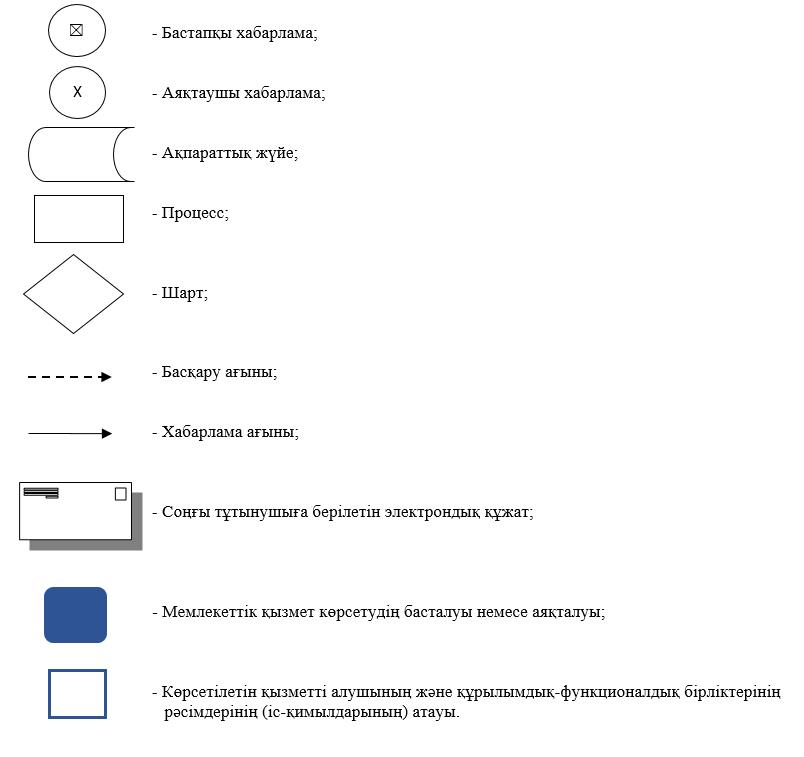 ☒ - Бастапқы хабарлама;
X - Аяқтаушы хабарлама;
- Ақпараттық жүйе;
- Процесс;
- Шарт;
- Басқару ағыны;
- Хабарлама ағыны;
- Соңғы тұтынушыға берілетін электрондық құжат;
- Мемлекеттік қызмет көрсетудің басталуы немесе аяқталуы;
- Көрсетілетін қызметті алушының және құрылымдық-функционалдық бірліктерінің
рәсімдерінің (іс-қимылдарының) атауы.